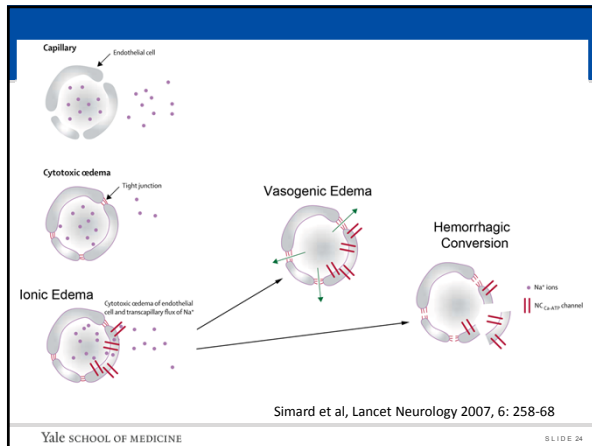 Capillary
Endothelial cell
Cytotoxic œdema
Tight junction
Vasogenic Edema
Hemorrhagic
Conversion
Ionic Edema
Cytotoxic œdema of endothelial
cell and transcapillary flux of Na⁺
Na⁺ ions
NC Ca-ATP channel
Simard et al, Lancet Neurology 2007, 6: 258-68
Yale SCHOOL OF MEDICINE
SLIDE 24